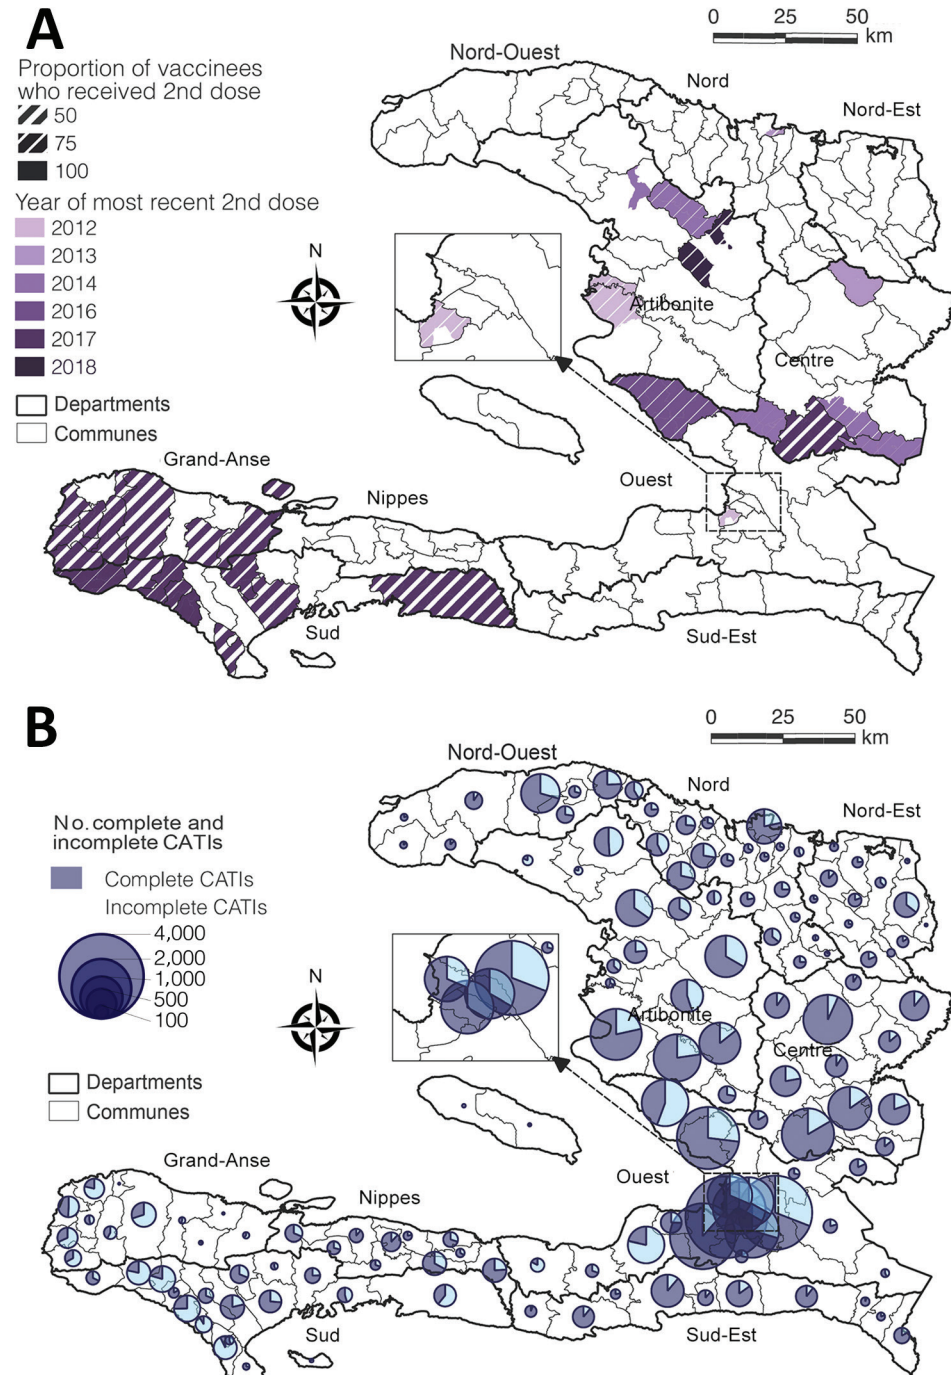 A
0 25 50
km
Proportion of vaccinees
who received 2nd dose
50
75
100
Year of most recent 2nd dose
2012
2013
2014
2016
2017
2018
Departments
Communes
N
Nord-Ouest
Nord
Nord-Est
Artibonite
Centre
Grand-Anse
Nippes
Ouest
Sud
Sud-Est
B
0 25 50
km
No. complete and
incomplete CATIs
Complete CATIs
Incomplete CATIs
4,000
2,000
1,000
500
100
Departments
Communes
N
Nord-Ouest
Nord
Nord-Est
Artibonite
Centre
Grand-Anse
Nippes
Ouest
Sud
Sud-Est